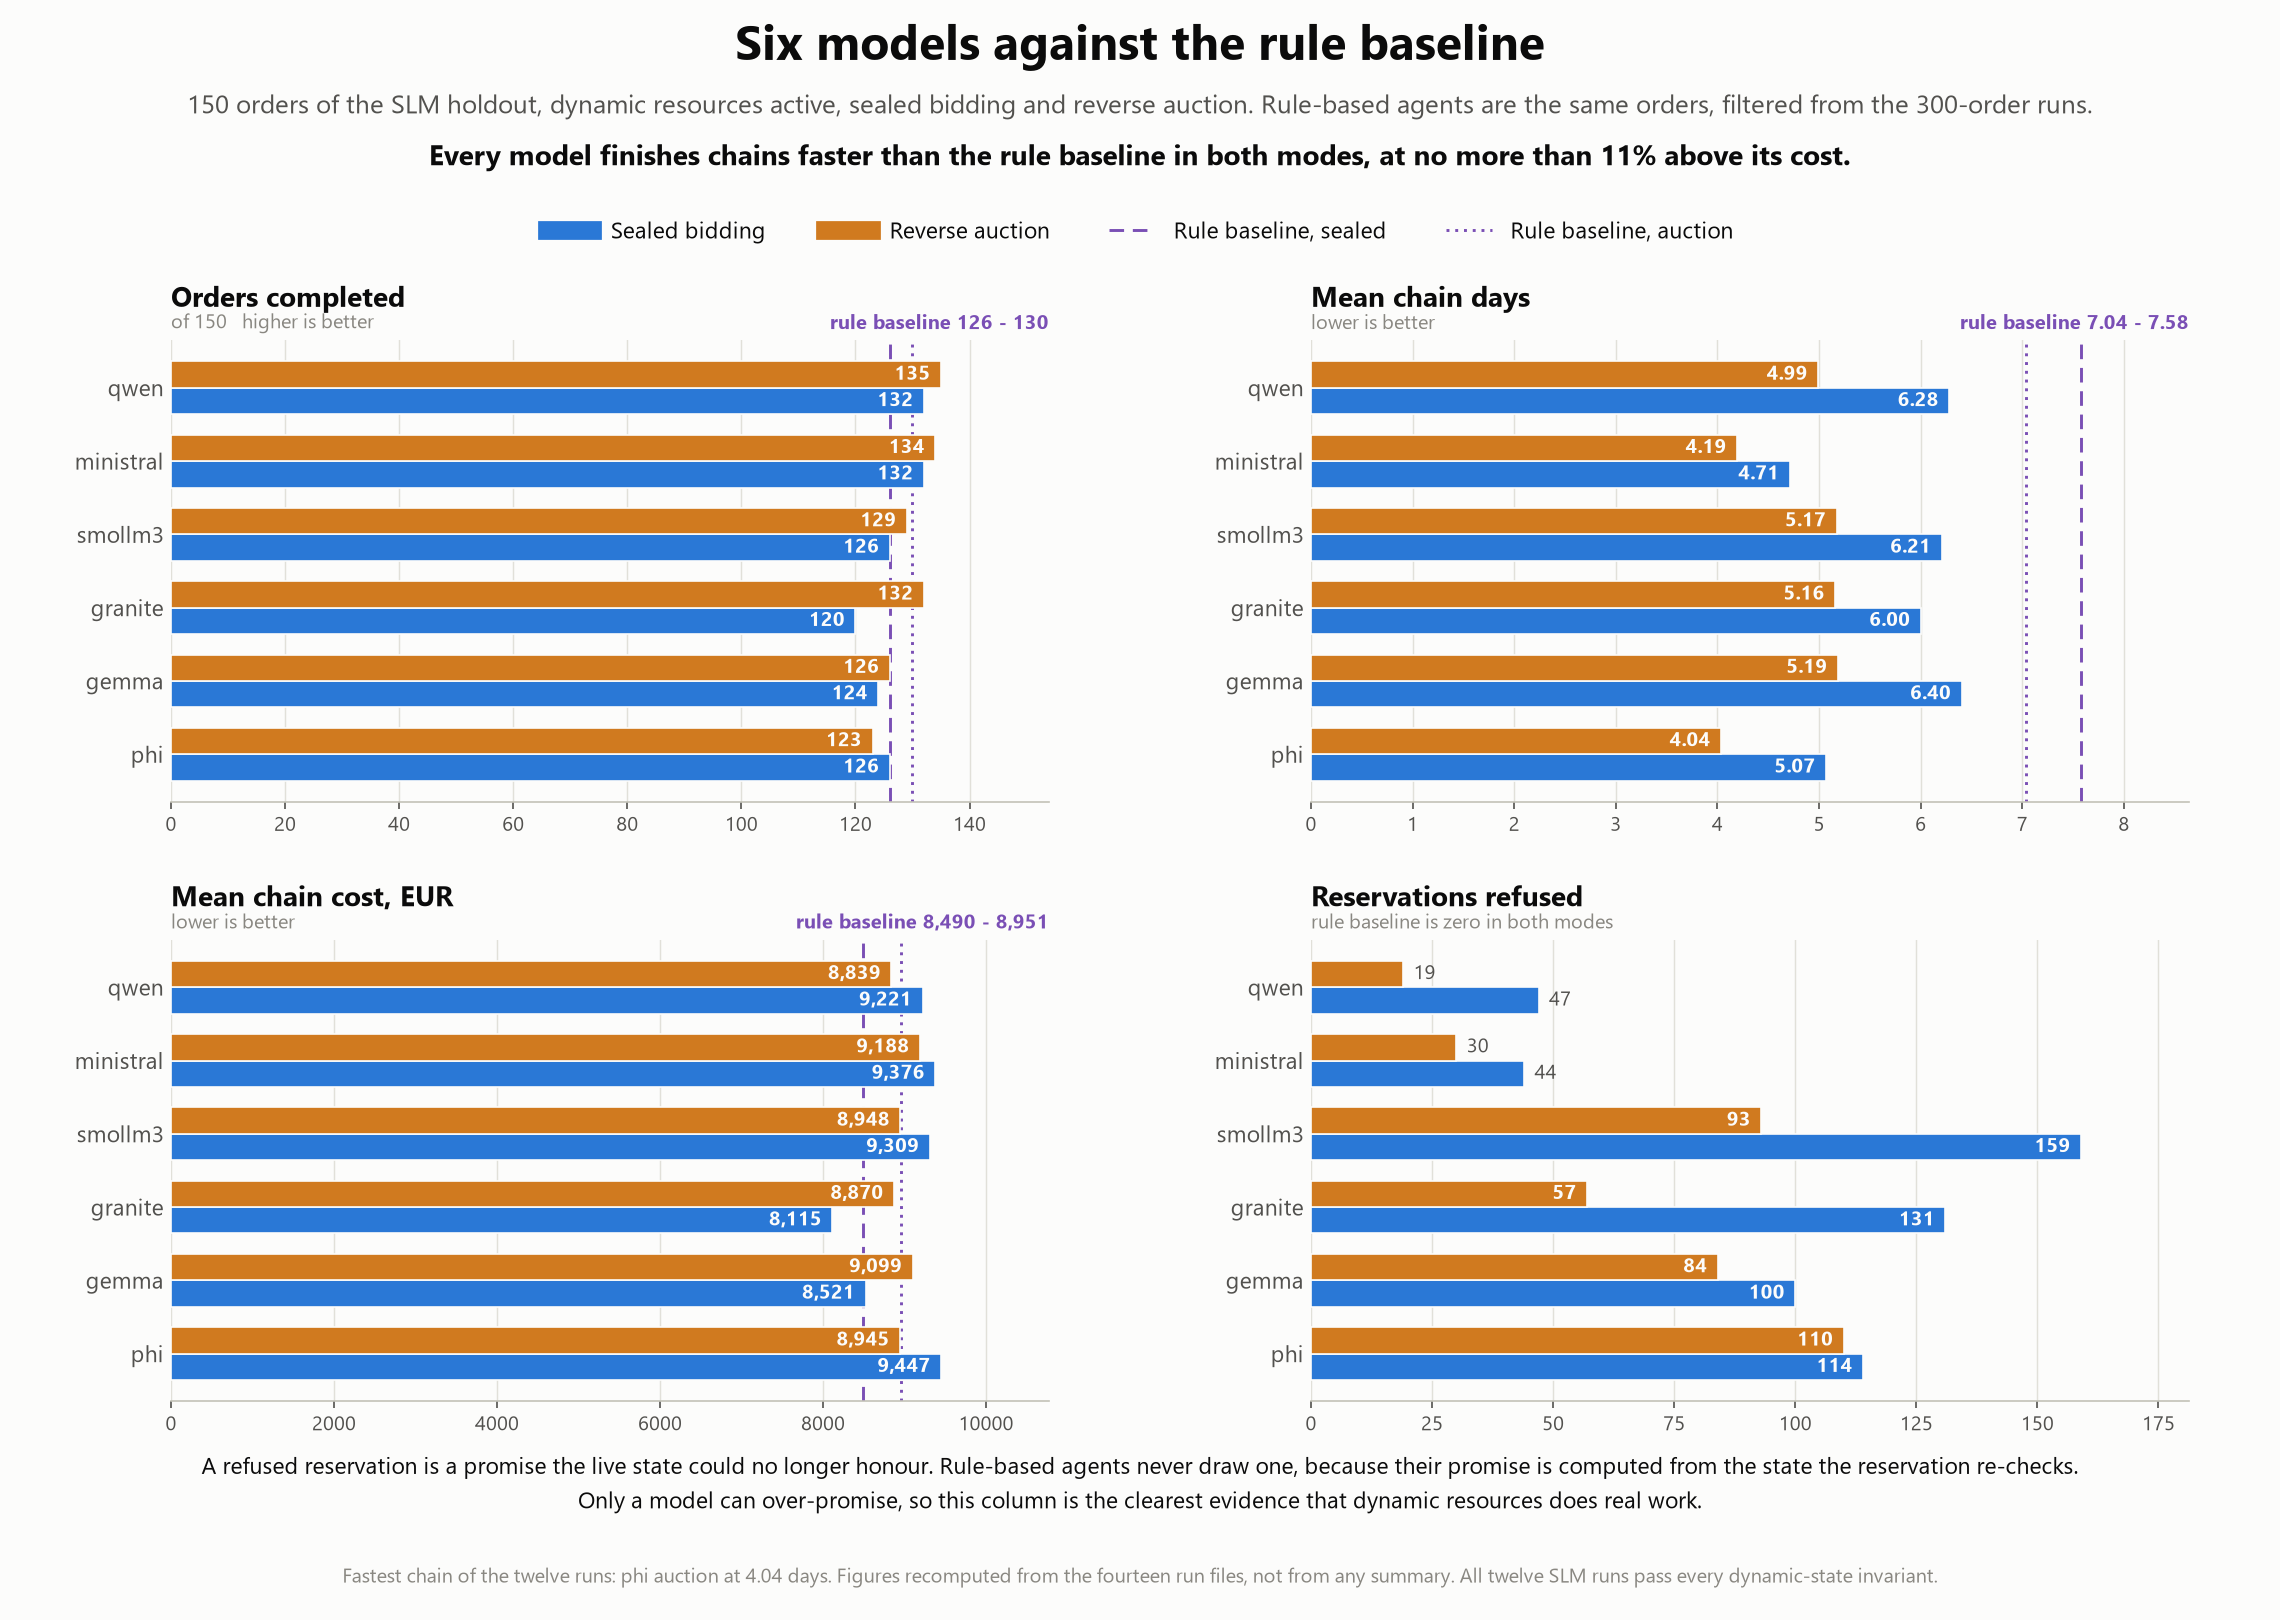 Six models against the rule baseline
150 orders of the SLM holdout, dynamic resources active, sealed bidding and reverse auction. Rule-based agents are the same orders, filtered from the 300-order runs.
Every model finishes chains faster than the rule baseline in both modes, at no more than 11% above its cost.
Sealed bidding
Reverse auction
Rule baseline, sealed
Rule baseline, auction
Orders completed
of 150 higher is better
rule baseline 126 - 130
qwen
135
132
ministral
134
132
smollm3
129
126
granite
132
120
gemma
126
124
phi
123
126
0 20 40 60 80 100 120 140
Mean chain days
lower is better
rule baseline 7.04 - 7.58
qwen
4.99
6.28
ministral
4.19
4.71
smollm3
5.17
6.21
granite
5.16
6.00
gemma
5.19
6.40
phi
4.04
5.07
0 1 2 3 4 5 6 7 8
Mean chain cost, EUR
lower is better
rule baseline 8,490 - 8,951
qwen
8,839
9,221
ministral
9,188
9,376
smollm3
8,948
9,309
granite
8,870
8,115
gemma
9,099
8,521
phi
8,945
9,447
0 2000 4000 6000 8000 10000
Reservations refused
rule baseline is zero in both modes
qwen
19
47
ministral
30
44
smollm3
93
159
granite
57
131
gemma
84
100
phi
110
114
0 25 50 75 100 125 150 175
A refused reservation is a promise the live state could no longer honour. Rule-based agents never draw one, because their promise is computed from the state the reservation re-checks.
Only a model can over-promise, so this column is the clearest evidence that dynamic resources does real work.
Fastest chain of the twelve runs: phi auction at 4.04 days. Figures recomputed from the fourteen run files, not from any summary. All twelve SLM runs pass every dynamic-state invariant.